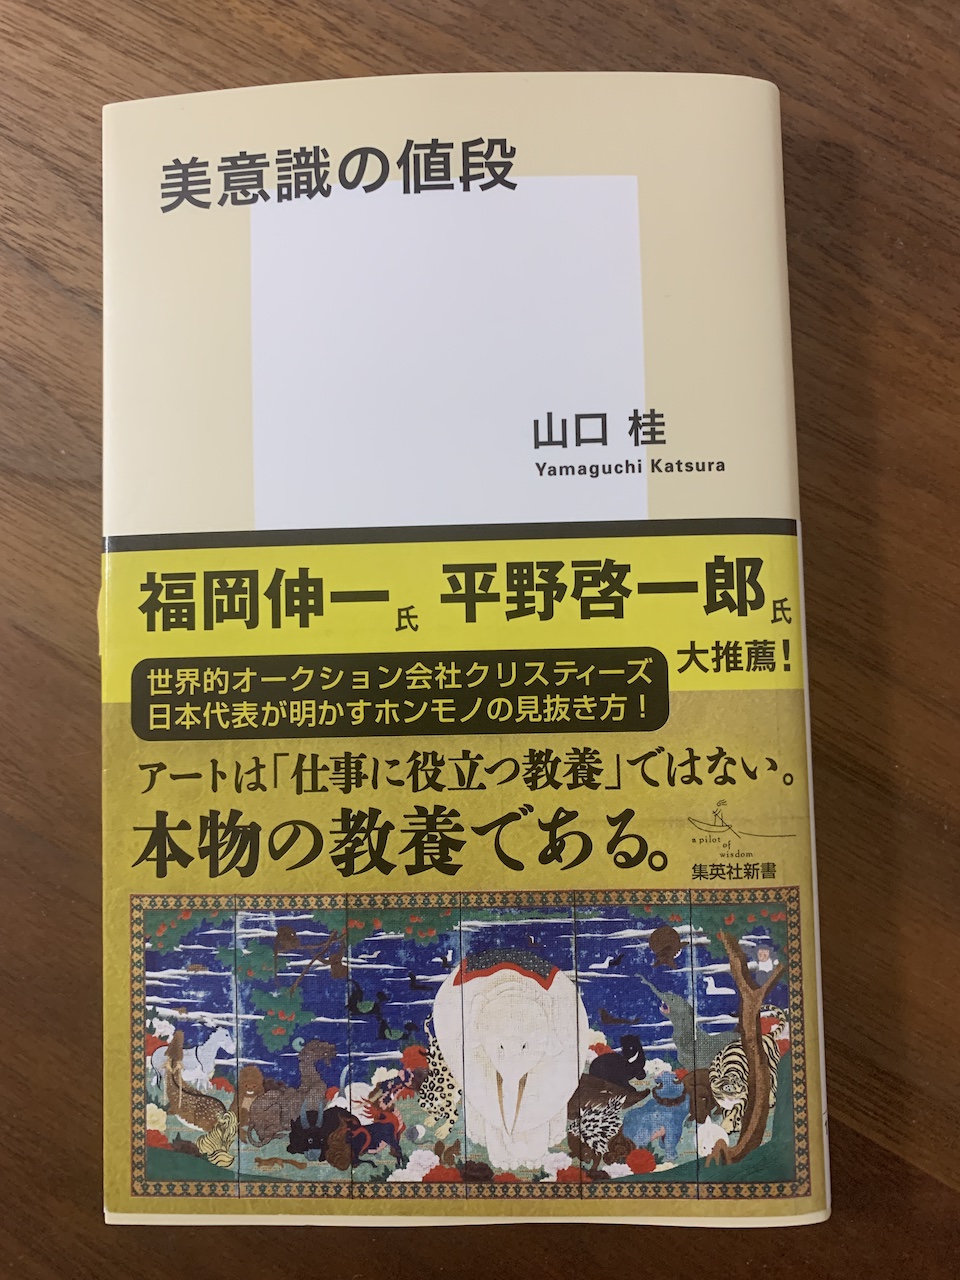 美意識の値段
山口 桂
Yamaguchi Katsura
福岡伸一氏 平野啓一郎氏
大推薦!
世界的オークション会社クリスティーズ
日本代表が明かすホンモノの見抜き方!
アートは「仕事に役立つ教養」ではない。
本物の教養である。
a pilot
of
wisdom
集英社新書